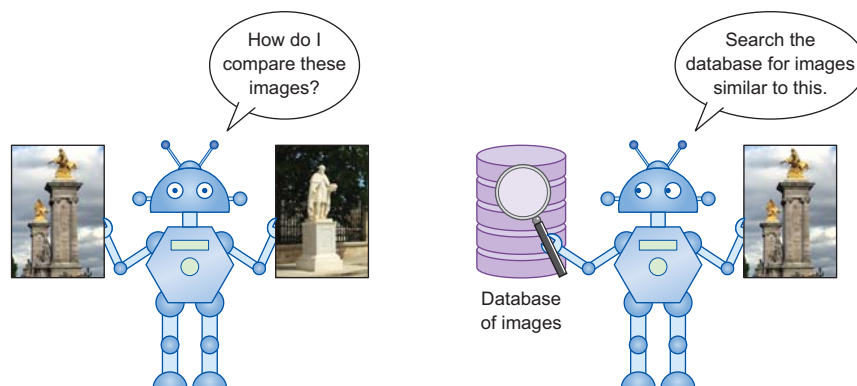 How do I
compare these
images?
Search the
database for images
similar to this.
Database
of images